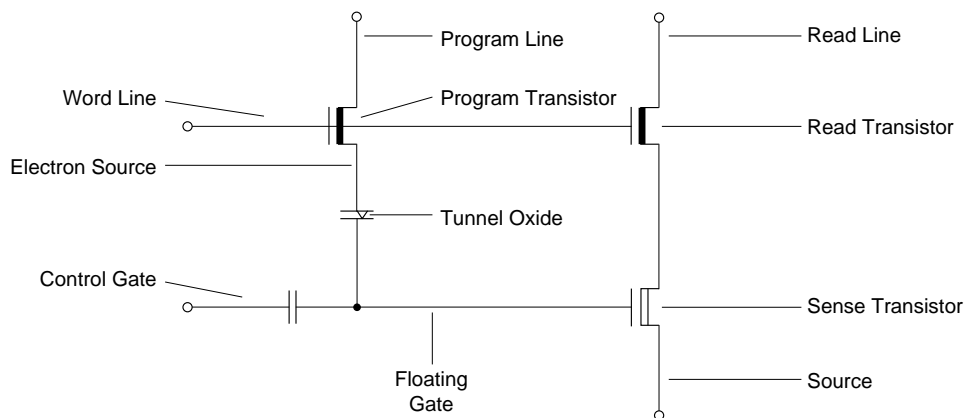 Program Line
Read Line
Word Line
Program Transistor
Read Transistor
Electron Source
Tunnel Oxide
Control Gate
Sense Transistor
Floating
Gate
Source